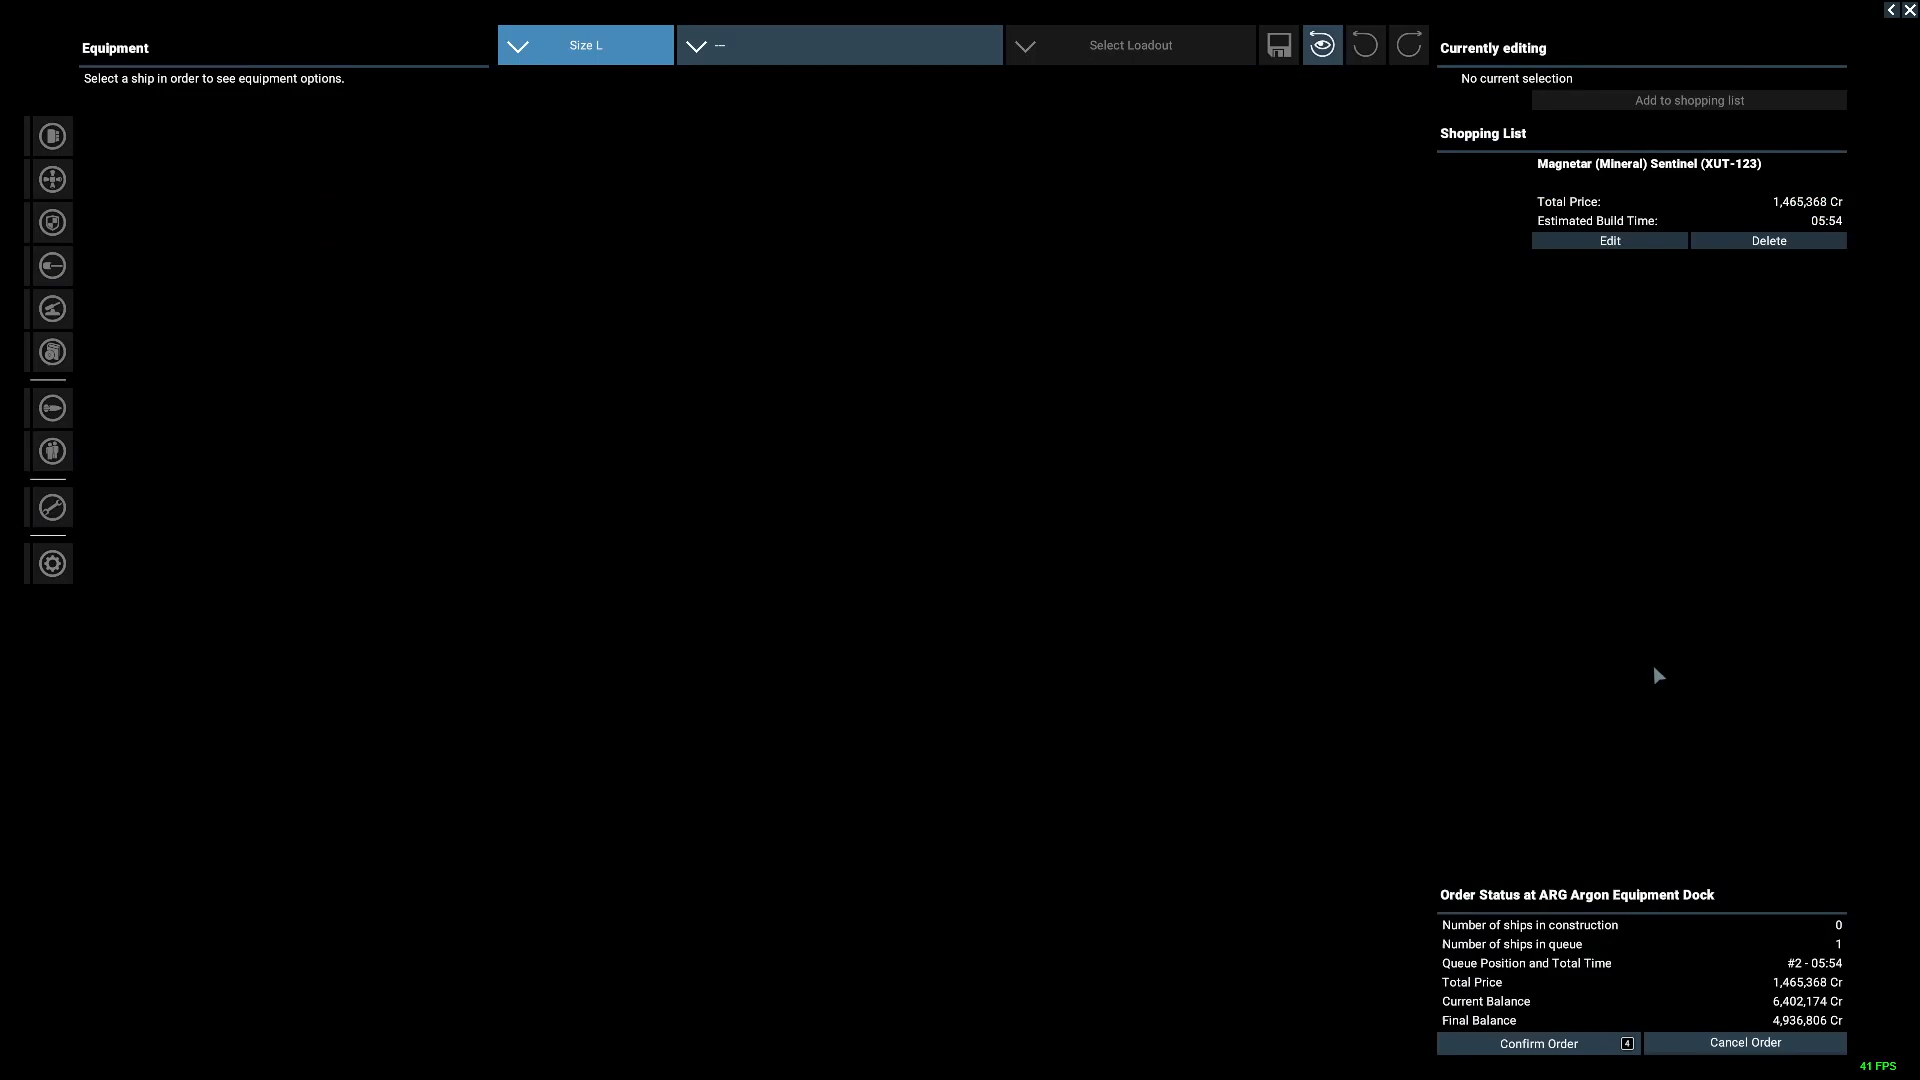 Equipment
Select a ship in order to see equipment options.
Size L
---
Select Loadout
Currently editing
No current selection
Add to shopping list
Shopping List
Magnetar (Mineral) Sentinel (XUT-123)
Total Price: 1,465,368 Cr
Estimated Build Time: 05:54
Edit Delete
Order Status at ARG Argon Equipment Dock
Number of ships in construction 0
Number of ships in queue 1
Queue Position and Total Time #2 - 05:54
Total Price 1,465,368 Cr
Current Balance 6,402,174 Cr
Final Balance 4,936,806 Cr
Confirm Order 4 Cancel Order
41 FPS